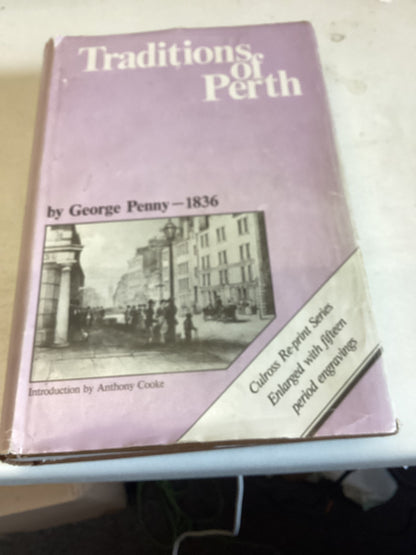 Traditions
of
Perth
by George Penny—1836
Introduction by Anthony Cooke
Culross Re-print Series
Enlarged with fifteen
period engravings